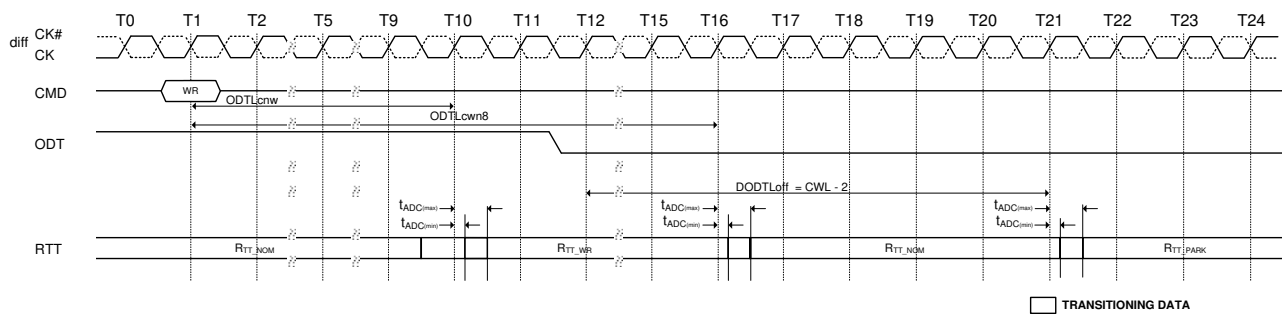 T0 T1 T2 T5 T9 T10 T11 T12 T15 T16 T17 T18 T19 T20 T21 T22 T23 T24
diff CK#
CK
CMD WR
ODTLcnw
ODTLcwn8
ODT
DODTLoff = CWL - 2
tADC(max) tADC(max) tADC(max)
tADC(min) tADC(min) tADC(min)
RTT RTT_NOM RTT_WR RTT_NOM RTT_PARK
TRANSITIONING DATA